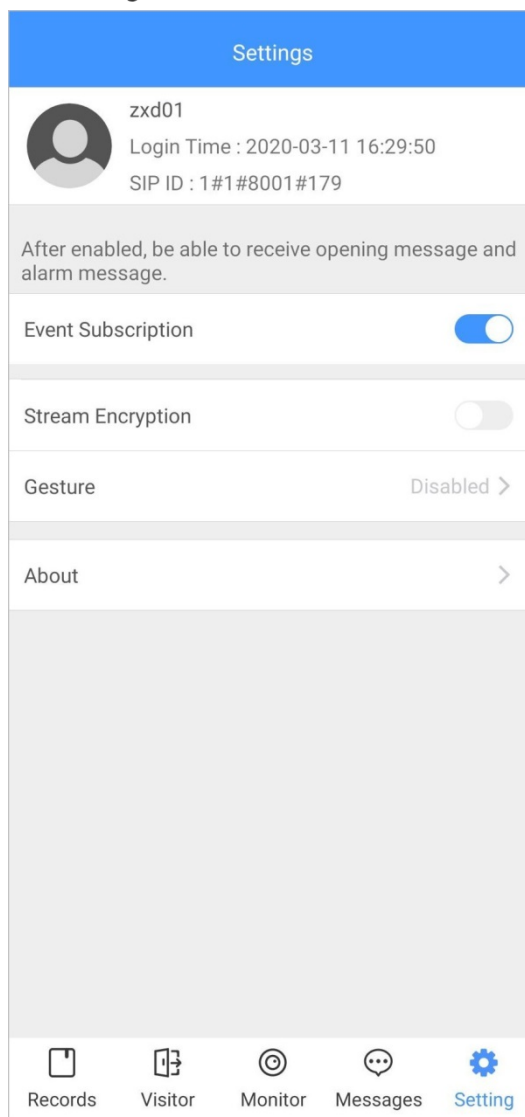 Settings
zxd01
Login Time : 2020-03-11 16:29:50
SIP ID : 1#1#8001#179
After enabled, be able to receive opening message and
alarm message.
Event Subscription
Stream Encryption
Gesture Disabled
About
Records Visitor Monitor Messages Setting